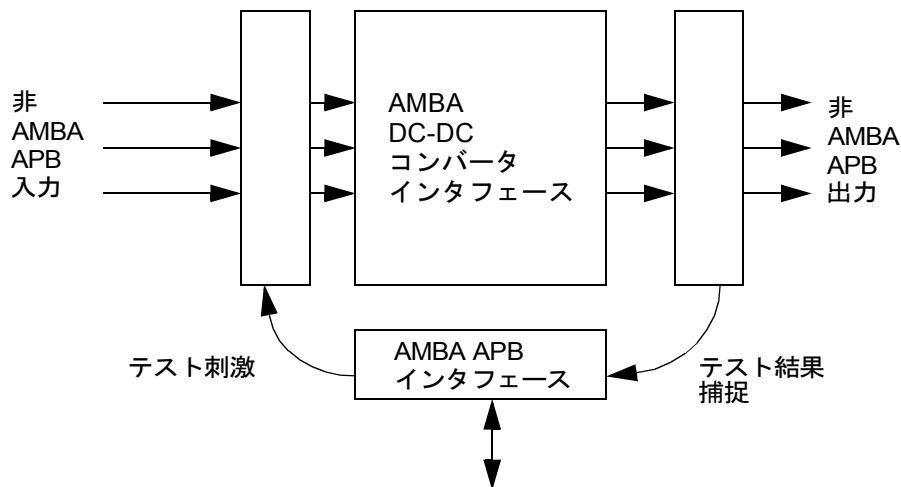 非
AMBA
APB
入力
AMBA
DC-DC
コンバータ
インタフェース
非
AMBA
APB
出力
テスト刺激
AMBA APB
インタフェース
テスト結果
捕捉